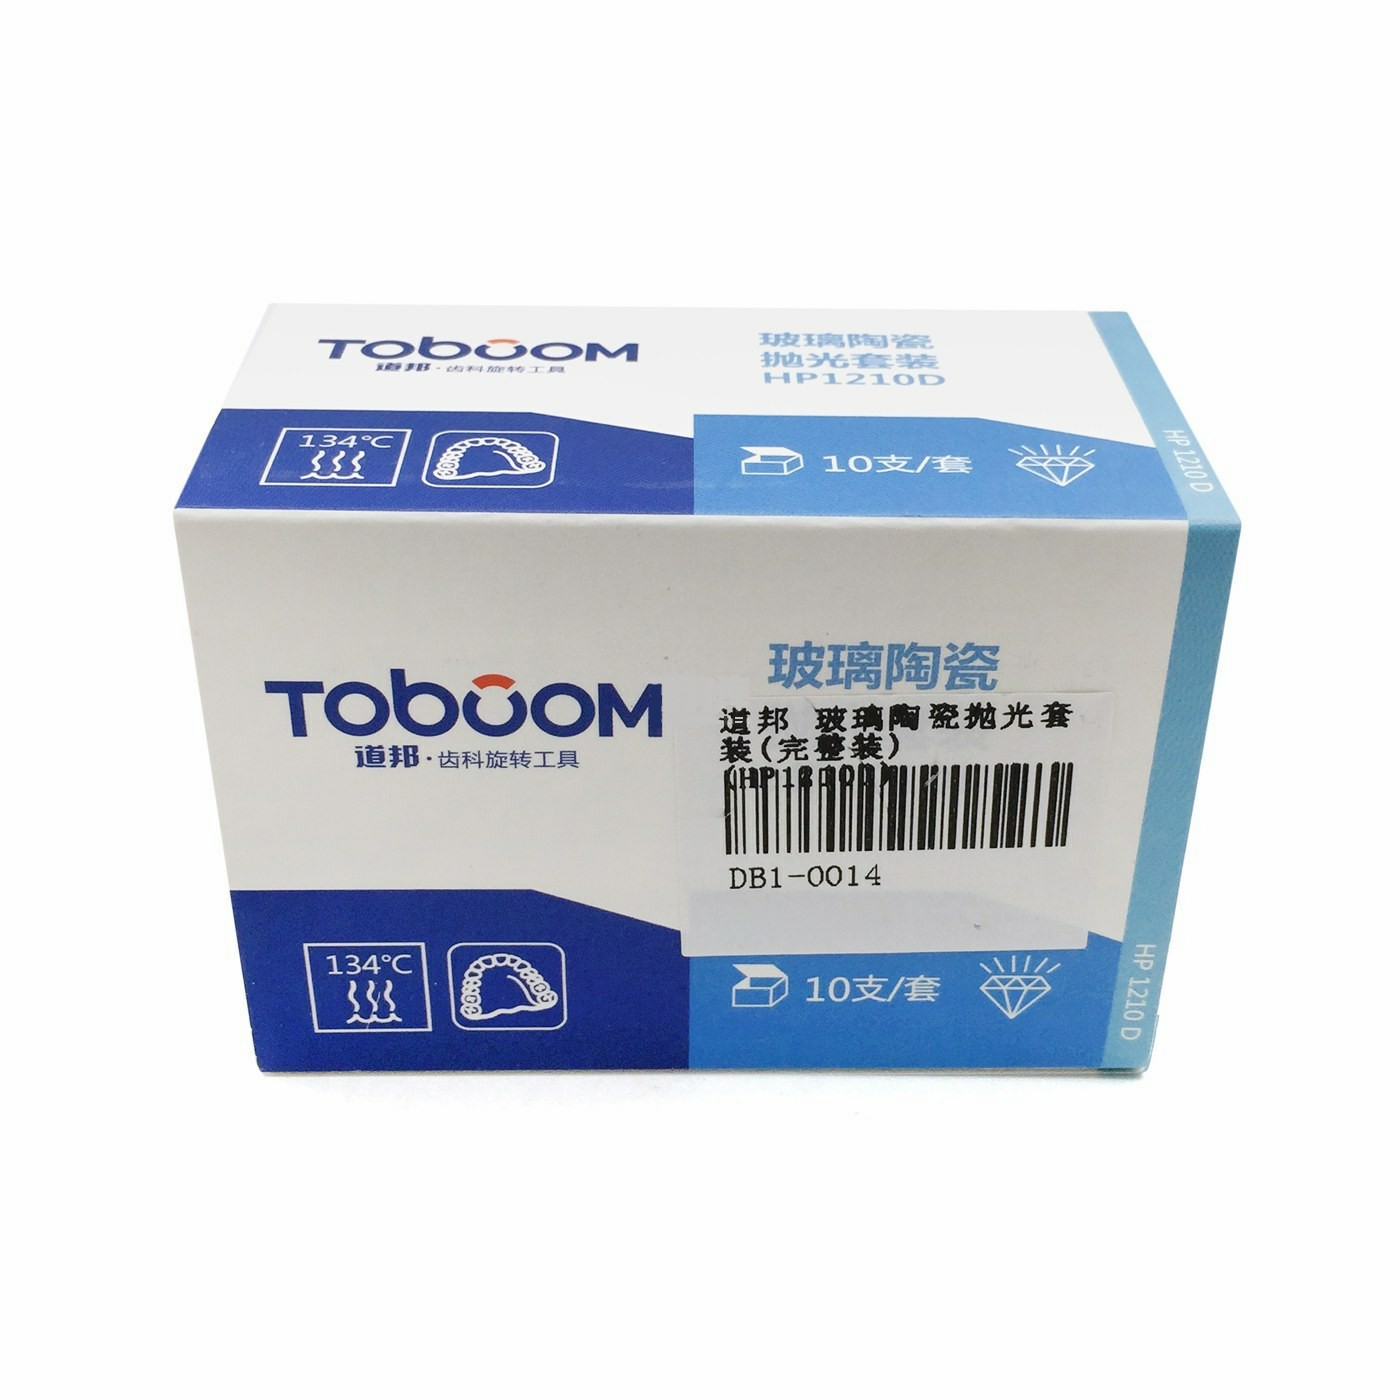 TOBOOM
道邦·齿科旋转工具
玻璃陶瓷
抛光套装
HP1210D
134℃
10支/套
HP 1210 D
TOBOOM
道邦·齿科旋转工具
玻璃陶瓷
道邦 玻璃陶瓷抛光套
装(完整装)
(HP1210D)
DB1-0014
134℃
10支/套
HP 1210 D